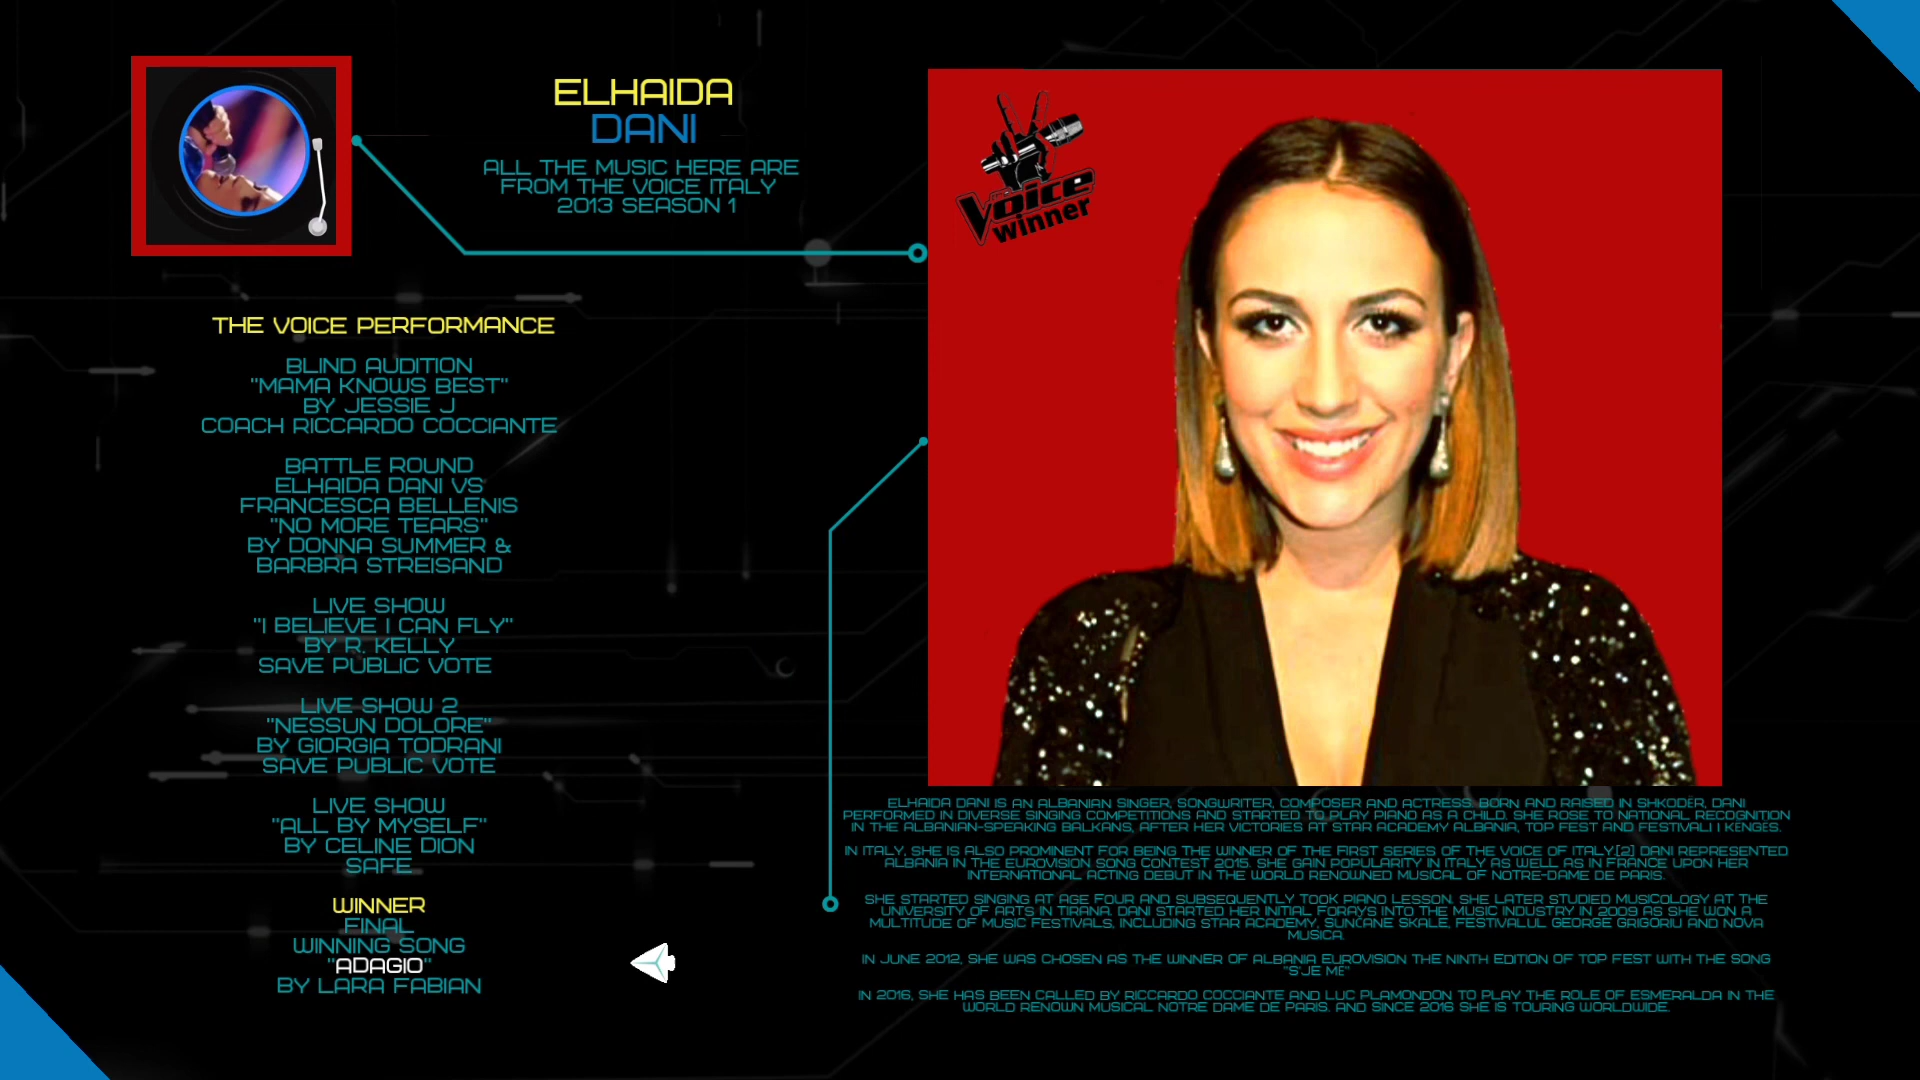 ELHAIDA
DANI
ALL THE MUSIC HERE ARE
FROM THE VOICE ITALY
2013 SEASON 1
THE VOICE PERFORMANCE
BLIND AUDITION
"MAMA KNOWS BEST"
BY JESSIE J
COACH RICCARDO COCCIANTE
BATTLE ROUND
ELHAIDA DANI VS
FRANCESCA BELLENIS
"NO MORE TEARS"
BY DONNA SUMMER &
BARBRA STREISAND
LIVE SHOW
"I BELIEVE I CAN FLY"
BY R. KELLY
SAVE PUBLIC VOTE
LIVE SHOW 2
"NESSUN DOLORE"
BY GIORGIA TODRANI
SAVE PUBLIC VOTE
LIVE SHOW
"ALL BY MYSELF"
BY CELINE DION
SAFE
WINNER
FINAL
WINNING SONG
"ADAGIO"
BY LARA FABIAN
Voice
winner
ELHAIDA DANI IS AN ALBANIAN SINGER, SONGWRITER, COMPOSER AND ACTRESS. BORN AND RAISED IN SHKODËR, DANI
PERFORMED IN DIVERSE SINGING COMPETITIONS AND STARTED TO PLAY PIANO AS A CHILD. SHE ROSE TO NATIONAL RECOGNITION
IN THE ALBANIAN-SPEAKING BALKANS, AFTER HER VICTORIES AT STAR ACADEMY ALBANIA, TOP FEST AND FESTIVALI I KENGES.
IN ITALY, SHE IS ALSO PROMINENT FOR BEING THE WINNER OF THE FIRST SERIES OF THE VOICE OF ITALY.[2] DANI REPRESENTED
ALBANIA IN THE EUROVISION SONG CONTEST 2015. SHE GAIN POPULARITY IN ITALY AS WELL AS IN FRANCE UPON HER
INTERNATIONAL ACTING DEBUT IN THE WORLD RENOWNED MUSICAL OF NOTRE-DAME DE PARIS.
SHE STARTED SINGING AT AGE FOUR AND SUBSEQUENTLY TOOK PIANO LESSON. SHE LATER STUDIED MUSICOLOGY AT THE
UNIVERSITY OF ARTS IN TIRANA. DANI STARTED HER INITIAL FORAYS INTO THE MUSIC INDUSTRY IN 2009 AS SHE WON A
MULTITUDE OF MUSIC FESTIVALS, INCLUDING STAR ACADEMY, SUNCANE SKALE, FESTIVALUL GEORGE GRIGORIU AND NOVA
MUSICA.
IN JUNE 2012, SHE WAS CHOSEN AS THE WINNER OF ALBANIA EUROVISION THE NINTH EDITION OF TOP FEST WITH THE SONG
"S'JE ME"
IN 2016, SHE HAS BEEN CALLED BY RICCARDO COCCIANTE AND LUC PLAMONDON TO PLAY THE ROLE OF ESMERALDA IN THE
WORLD RENOWN MUSICAL NOTRE DAME DE PARIS. AND SINCE 2016 SHE IS TOURING WORLDWIDE.